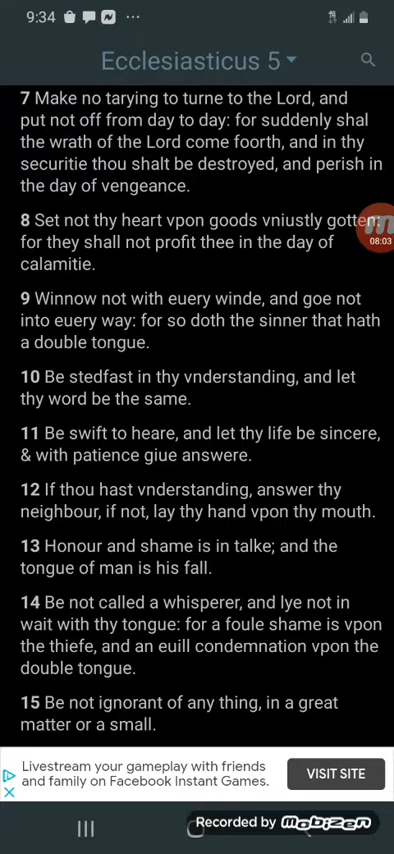 9:34
Ecclesiasticus 5
7 Make no tarying to turne to the Lord, and
put not off from day to day: for suddenly shal
the wrath of the Lord come foorth, and in thy
securitie thou shalt be destroyed, and perish in
the day of vengeance.
8 Set not thy heart vpon goods vniustly gotten:
for they shall not profit thee in the day of
calamitie.
08:03
9 Winnow not with euery winde, and goe not
into euery way: for so doth the sinner that hath
a double tongue.
10 Be stedfast in thy vnderstanding, and let
thy word be the same.
11 Be swift to heare, and let thy life be sincere,
& with patience giue answere.
12 If thou hast vnderstanding, answer thy
neighbour, if not, lay thy hand vpon thy mouth.
13 Honour and shame is in talke; and the
tongue of man is his fall.
14 Be not called a whisperer, and lye not in
wait with thy tongue: for a foule shame is vpon
the thiefe, and an euill condemnation vpon the
double tongue.
15 Be not ignorant of any thing, in a great
matter or a small.
Livestream your gameplay with friends
and family on Facebook Instant Games.
VISIT SITE
Recorded by mobizen